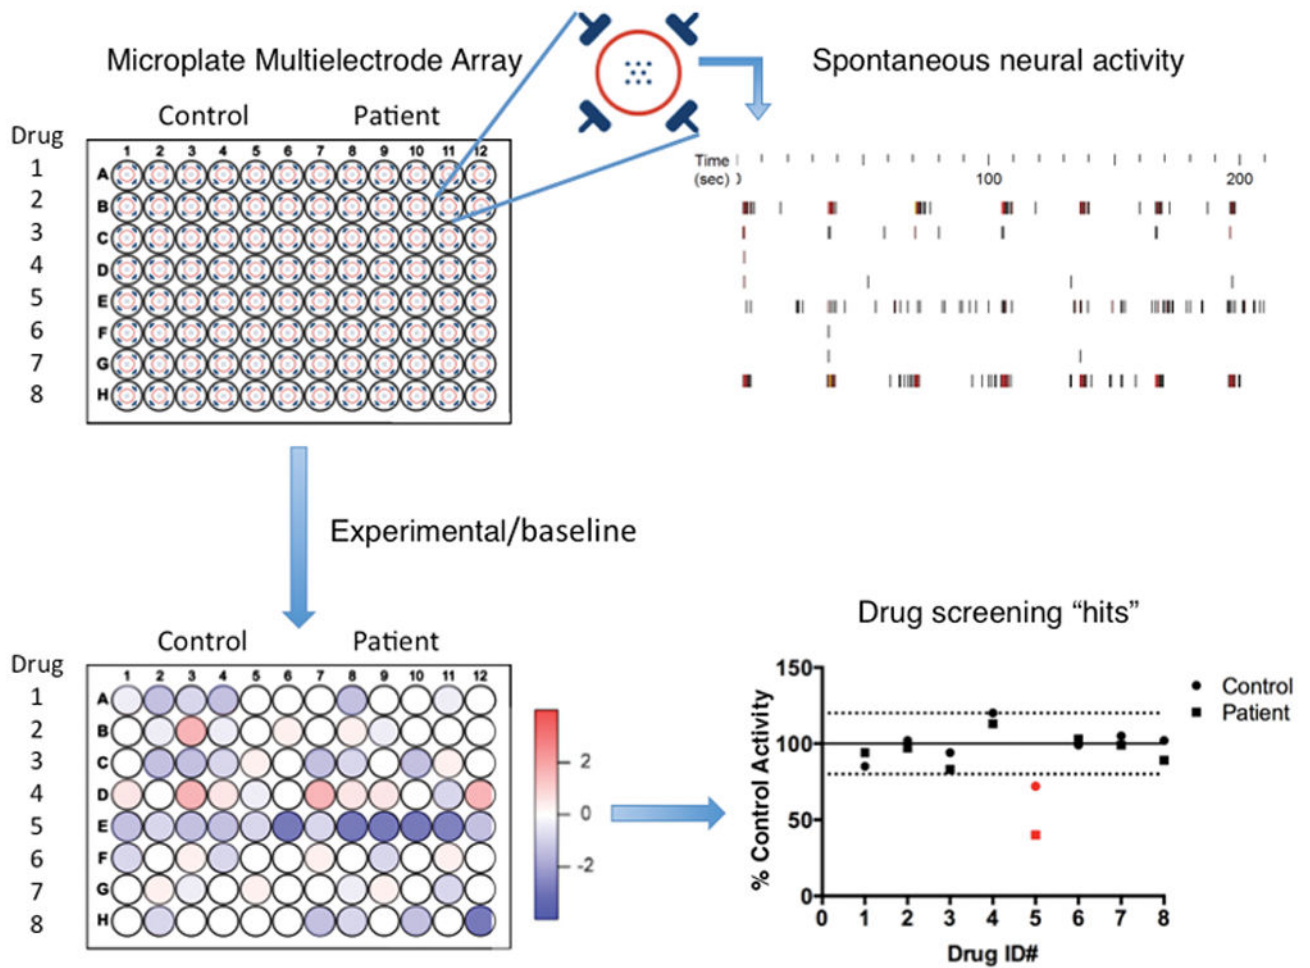 Microplate Multielectrode Array
Spontaneous neural activity
Control Patient
Drug
1 2 3 4 5 6 7 8 9 10 11 12
1 A
2 B
3 C
4 D
5 E
6 F
7 G
8 H
Time
(sec) 100 200
Experimental/baseline
Control Patient
Drug
1 2 3 4 5 6 7 8 9 10 11 12
1 A
2 B
3 C
4 D
5 E
6 F
7 G
8 H
2
0
-2
Drug screening “hits”
150
100
50
0
% Control Activity
0 1 2 3 4 5 6 7 8
Drug ID#
Control
Patient